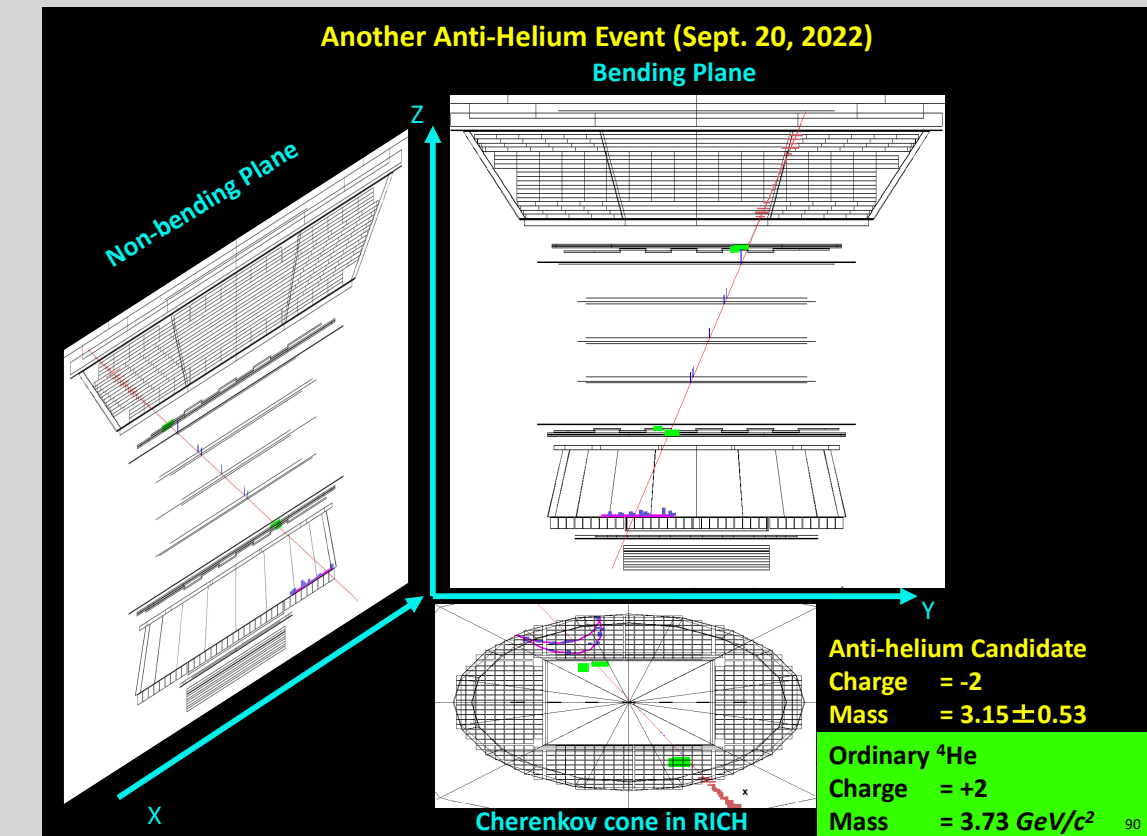 Another Anti-Helium Event (Sept. 20, 2022)
Bending Plane
Z
Non-bending Plane
Y
X
x
Anti-helium Candidate
Charge = -2
Mass = 3.15±0.53
Ordinary ⁴He
Charge = +2
Mass = 3.73 GeV/c²
Cherenkov cone in RICH
90